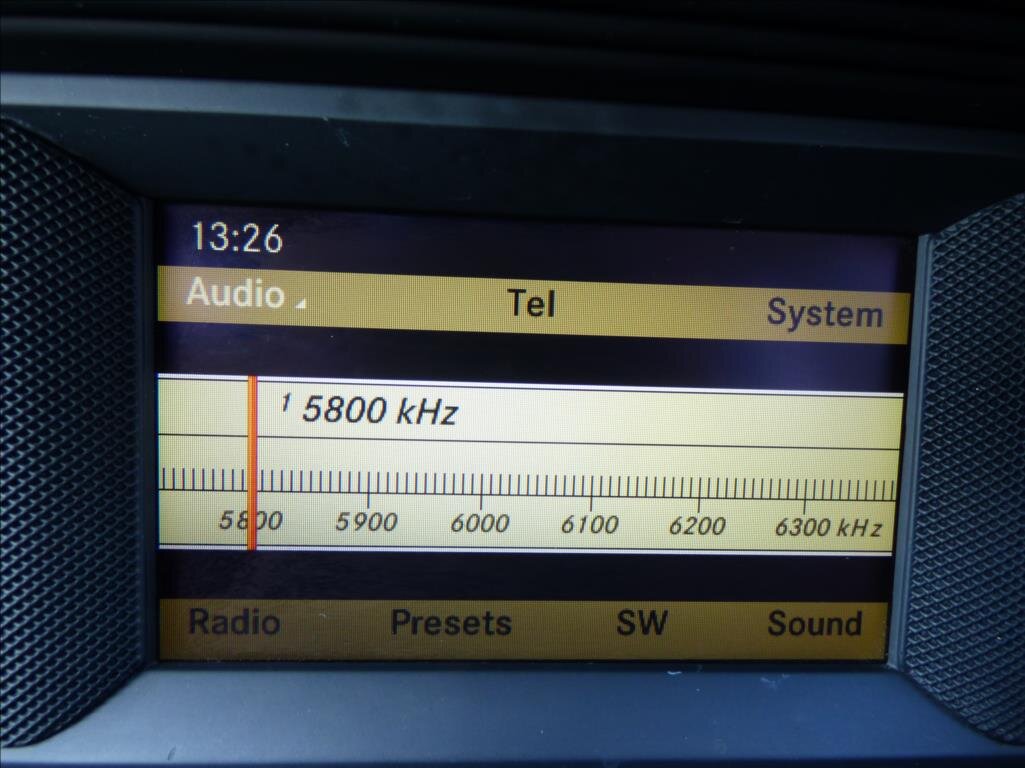 13:26
Audio Tel System
1 5800 kHz
5800 5900 6000 6100 6200 6300 kHz
Radio Presets SW Sound